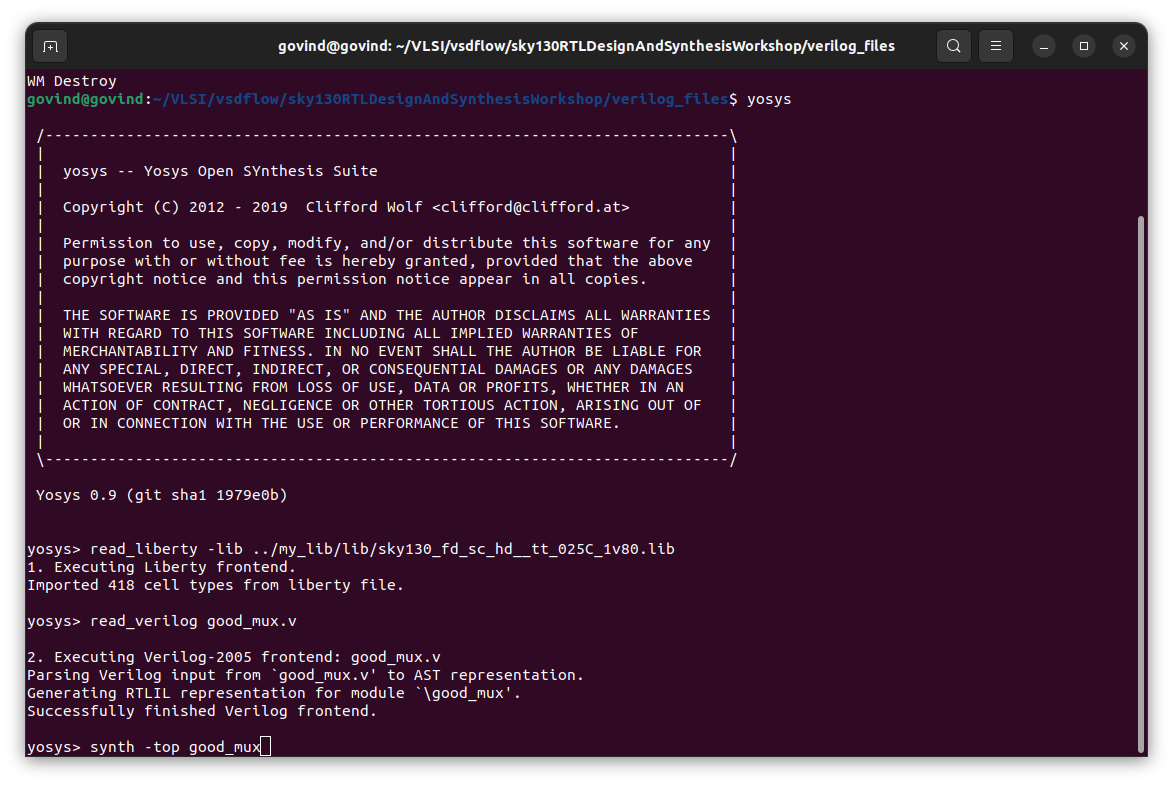 govind@govind: ~/VLSI/vsdflow/sky130RTLDesignAndSynthesisWorkshop/verilog_files
WM Destroy
govind@govind:~/VLSI/vsdflow/sky130RTLDesignAndSynthesisWorkshop/verilog_files$ yosys
/----------------------------------------------------------------------------\
|                                                                            |
|  yosys -- Yosys Open SYnthesis Suite                                       |
|                                                                            |
|  Copyright (C) 2012 - 2019  Clifford Wolf <clifford@clifford.at>           |
|                                                                            |
|  Permission to use, copy, modify, and/or distribute this software for any  |
|  purpose with or without fee is hereby granted, provided that the above    |
|  copyright notice and this permission notice appear in all copies.         |
|                                                                            |
|  THE SOFTWARE IS PROVIDED "AS IS" AND THE AUTHOR DISCLAIMS ALL WARRANTIES  |
|  WITH REGARD TO THIS SOFTWARE INCLUDING ALL IMPLIED WARRANTIES OF          |
|  MERCHANTABILITY AND FITNESS. IN NO EVENT SHALL THE AUTHOR BE LIABLE FOR   |
|  ANY SPECIAL, DIRECT, INDIRECT, OR CONSEQUENTIAL DAMAGES OR ANY DAMAGES    |
|  WHATSOEVER RESULTING FROM LOSS OF USE, DATA OR PROFITS, WHETHER IN AN     |
|  ACTION OF CONTRACT, NEGLIGENCE OR OTHER TORTIOUS ACTION, ARISING OUT OF   |
|  OR IN CONNECTION WITH THE USE OR PERFORMANCE OF THIS SOFTWARE.            |
|                                                                            |
\----------------------------------------------------------------------------/
Yosys 0.9 (git sha1 1979e0b)
yosys> read_liberty -lib ../my_lib/lib/sky130_fd_sc_hd__tt_025C_1v80.lib
1. Executing Liberty frontend.
Imported 418 cell types from liberty file.
yosys> read_verilog good_mux.v
2. Executing Verilog-2005 frontend: good_mux.v
Parsing Verilog input from `good_mux.v' to AST representation.
Generating RTLIL representation for module `\good_mux'.
Successfully finished Verilog frontend.
yosys> synth -top good_mux